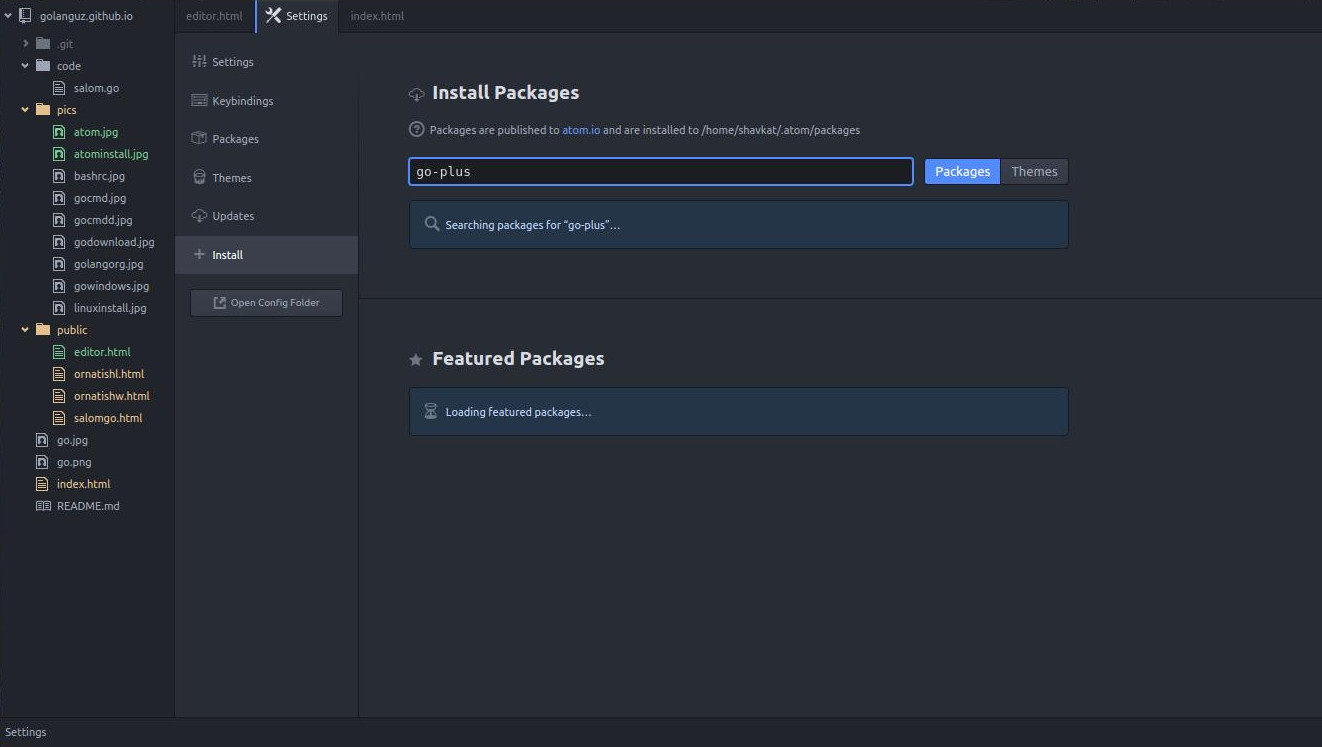 golanguz.github.io
.git
code
salom.go
pics
atom.jpg
atominstall.jpg
bashrc.jpg
gocmd.jpg
gocmdd.jpg
godownload.jpg
golangorg.jpg
gowindows.jpg
linuxinstall.jpg
public
editor.html
ornatishl.html
ornatishw.html
salomgo.html
go.jpg
go.png
index.html
README.md
editor.html
Settings
index.html
Settings
Keybindings
Packages
Themes
Updates
Install
Open Config Folder
Install Packages
Packages are published to atom.io and are installed to /home/shavkat/.atom/packages
go-plus
Packages
Themes
Searching packages for “go-plus”…
Featured Packages
Loading featured packages…
Settings